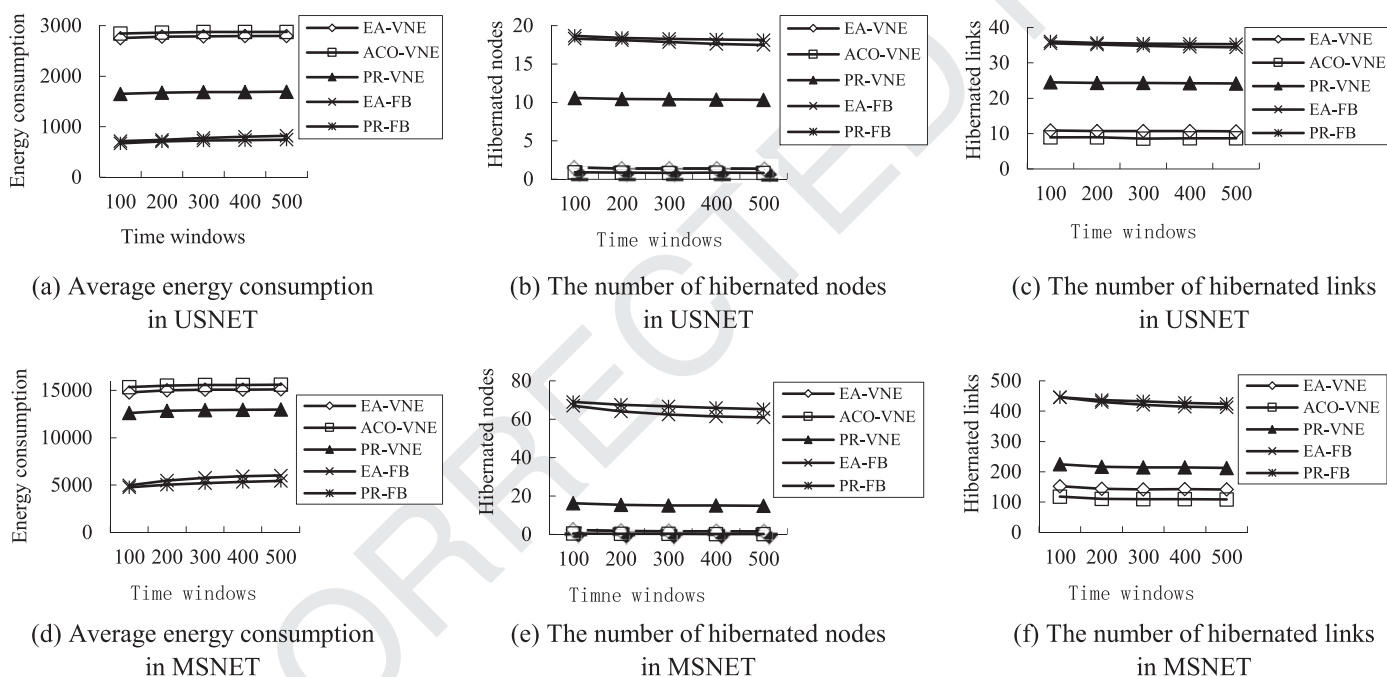 Energy consumption
3000
2000
1000
0
100 200 300 400 500
Time windows
EA-VNE
ACO-VNE
PR-VNE
EA-FB
PR-FB
(a) Average energy consumption
in USNET
Hibernated nodes
20
15
10
5
0
100 200 300 400 500
Time windows
EA-VNE
ACO-VNE
PR-VNE
EA-FB
PR-FB
(b) The number of hibernated nodes
in USNET
Hibernated links
40
30
20
10
0
100 200 300 400 500
Time windows
EA-VNE
ACO-VNE
PR-VNE
EA-FB
PR-FB
(c) The number of hibernated links
in USNET
Energy consumption
15000
10000
5000
0
100 200 300 400 500
Time windows
EA-VNE
ACO-VNE
PR-VNE
EA-FB
PR-FB
(d) Average energy consumption
in MSNET
Hibernated nodes
80
60
40
20
0
100 200 300 400 500
Timne windows
EA-VNE
ACO-VNE
PR-VNE
EA-FB
PR-FB
(e) The number of hibernated nodes
in MSNET
Hibernated links
500
400
300
200
100
0
100 200 300 400 500
Time windows
EA-VNE
ACO-VNE
PR-VNE
EA-FB
PR-FB
(f) The number of hibernated links
in MSNET
ORRECTED